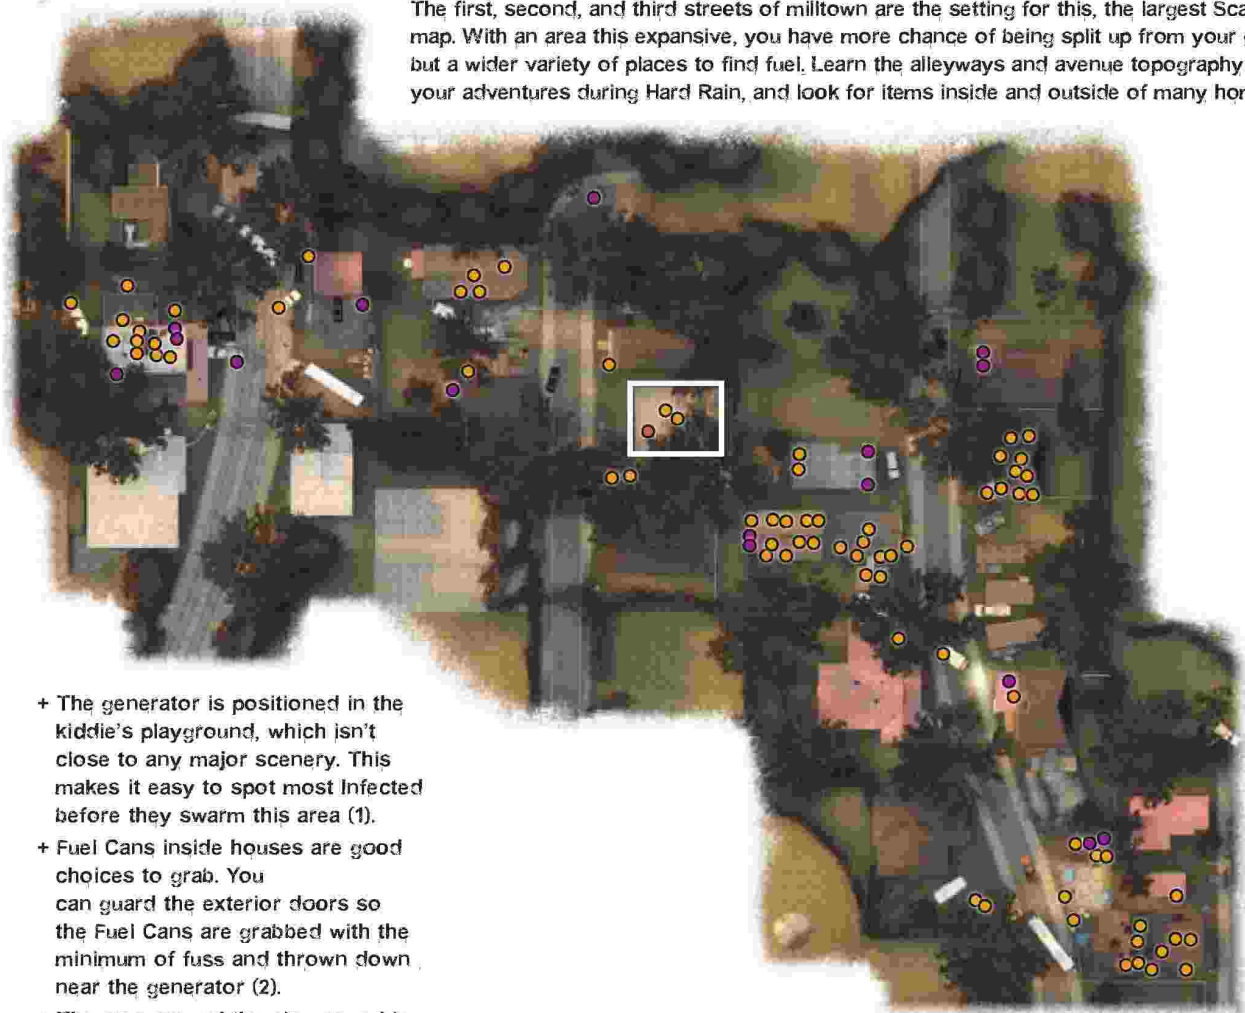 The first, second, and third streets of milltown are the setting for this, the largest Sca
map. With an area this expansive, you have more chance of being split up from your
but a wider variety of places to find fuel. Learn the alleyways and avenue topography
your adventures during Hard Rain, and look for items inside and outside of many hor
+ The generator is positioned in the
kiddie's playground, which isn't
close to any major scenery. This
makes it easy to spot most Infected
before they swarm this area (1).
+ Fuel Cans inside houses are good
choices to grab. You
can guard the exterior doors so
the Fuel Cans are grabbed with the
minimum of fuss and thrown down
near the generator (2).